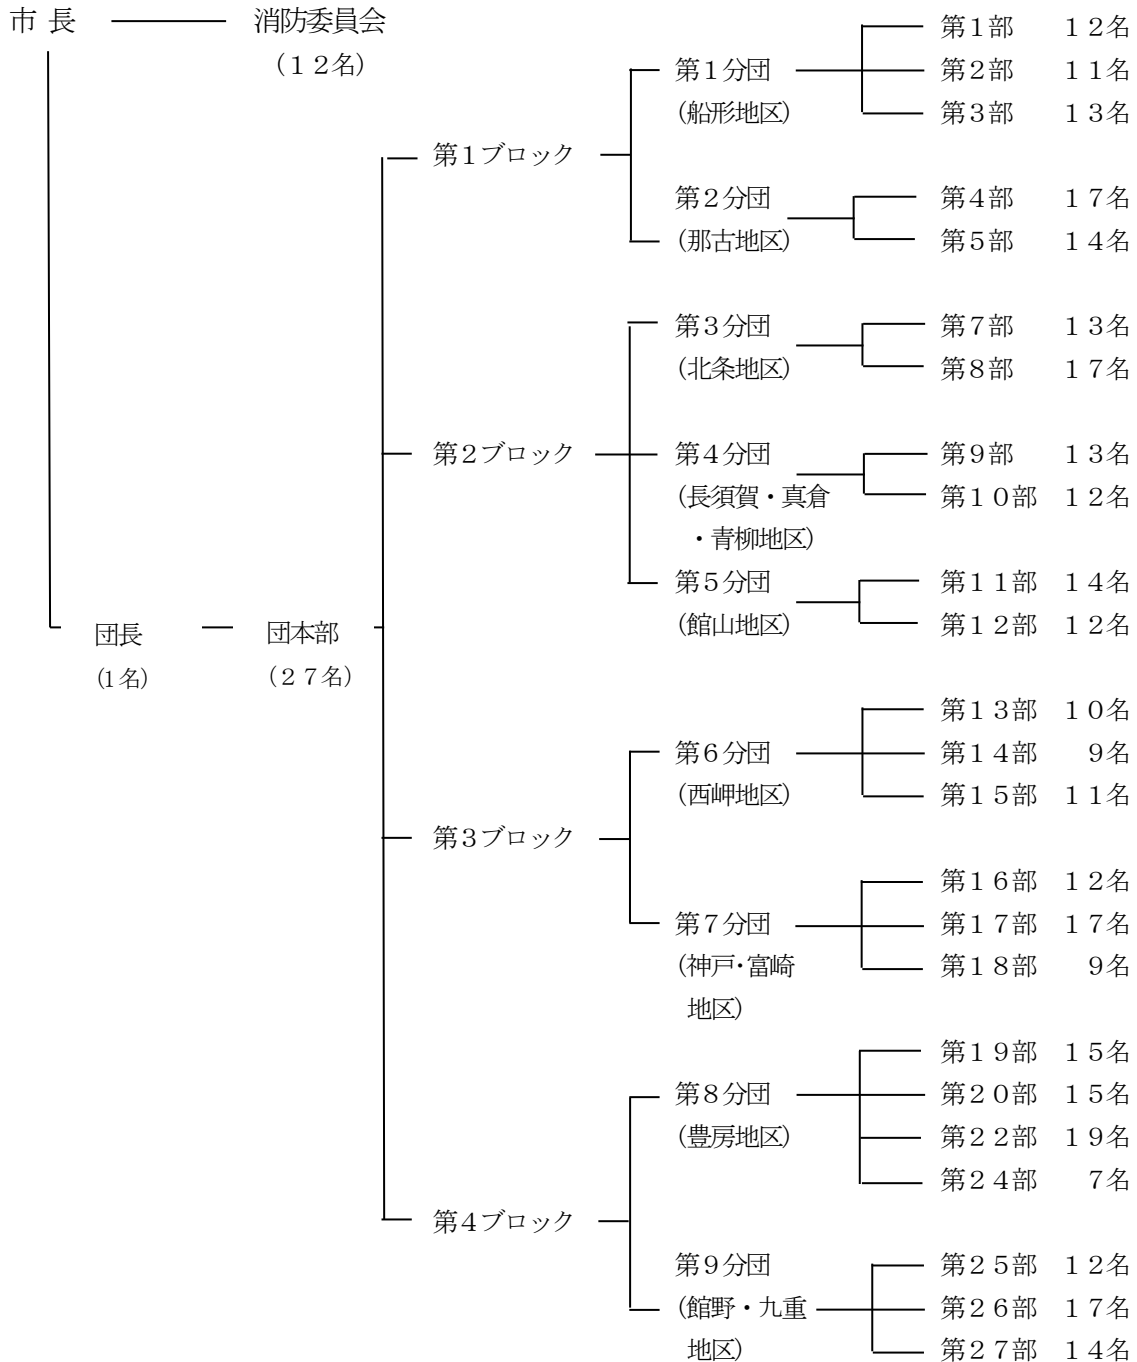 市 長 消防委員会
(12名)
団長
(1名)
団本部
(27名)
第1ブロック
第1分団
(船形地区)
第1部 12名
第2部 11名
第3部 13名
第2分団
(那古地区)
第4部 17名
第5部 14名
第2ブロック
第3分団
(北条地区)
第7部 13名
第8部 17名
第4分団
(長須賀・真倉
・青柳地区)
第9部 13名
第10部 12名
第5分団
(館山地区)
第11部 14名
第12部 12名
第3ブロック
第6分団
(西岬地区)
第13部 10名
第14部 9名
第15部 11名
第7分団
(神戸・富崎
地区)
第16部 12名
第17部 17名
第18部 9名
第4ブロック
第8分団
(豊房地区)
第19部 15名
第20部 15名
第22部 19名
第24部 7名
第9分団
(館野・九重
地区)
第25部 12名
第26部 17名
第27部 14名